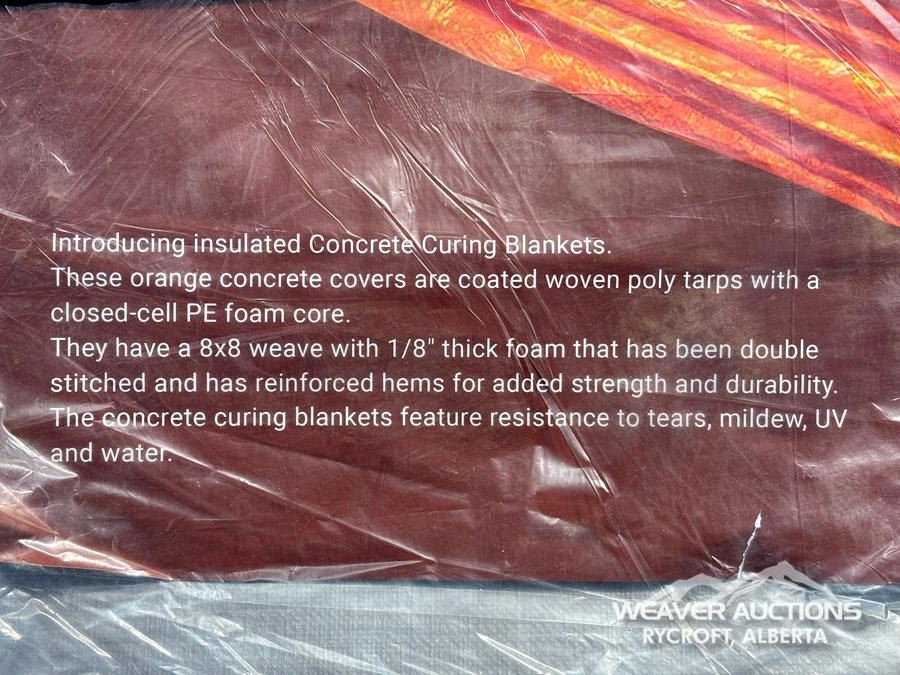 Introducing insulated Concrete Curing Blankets.
These orange concrete covers are coated woven poly tarps with a
closed-cell PE foam core.
They have a 8x8 weave with 1/8" thick foam that has been double
stitched and has reinforced hems for added strength and durability.
The concrete curing blankets feature resistance to tears, mildew, UV
and water.
WEAVER AUCTIONS
RYCROFT, ALBERTA